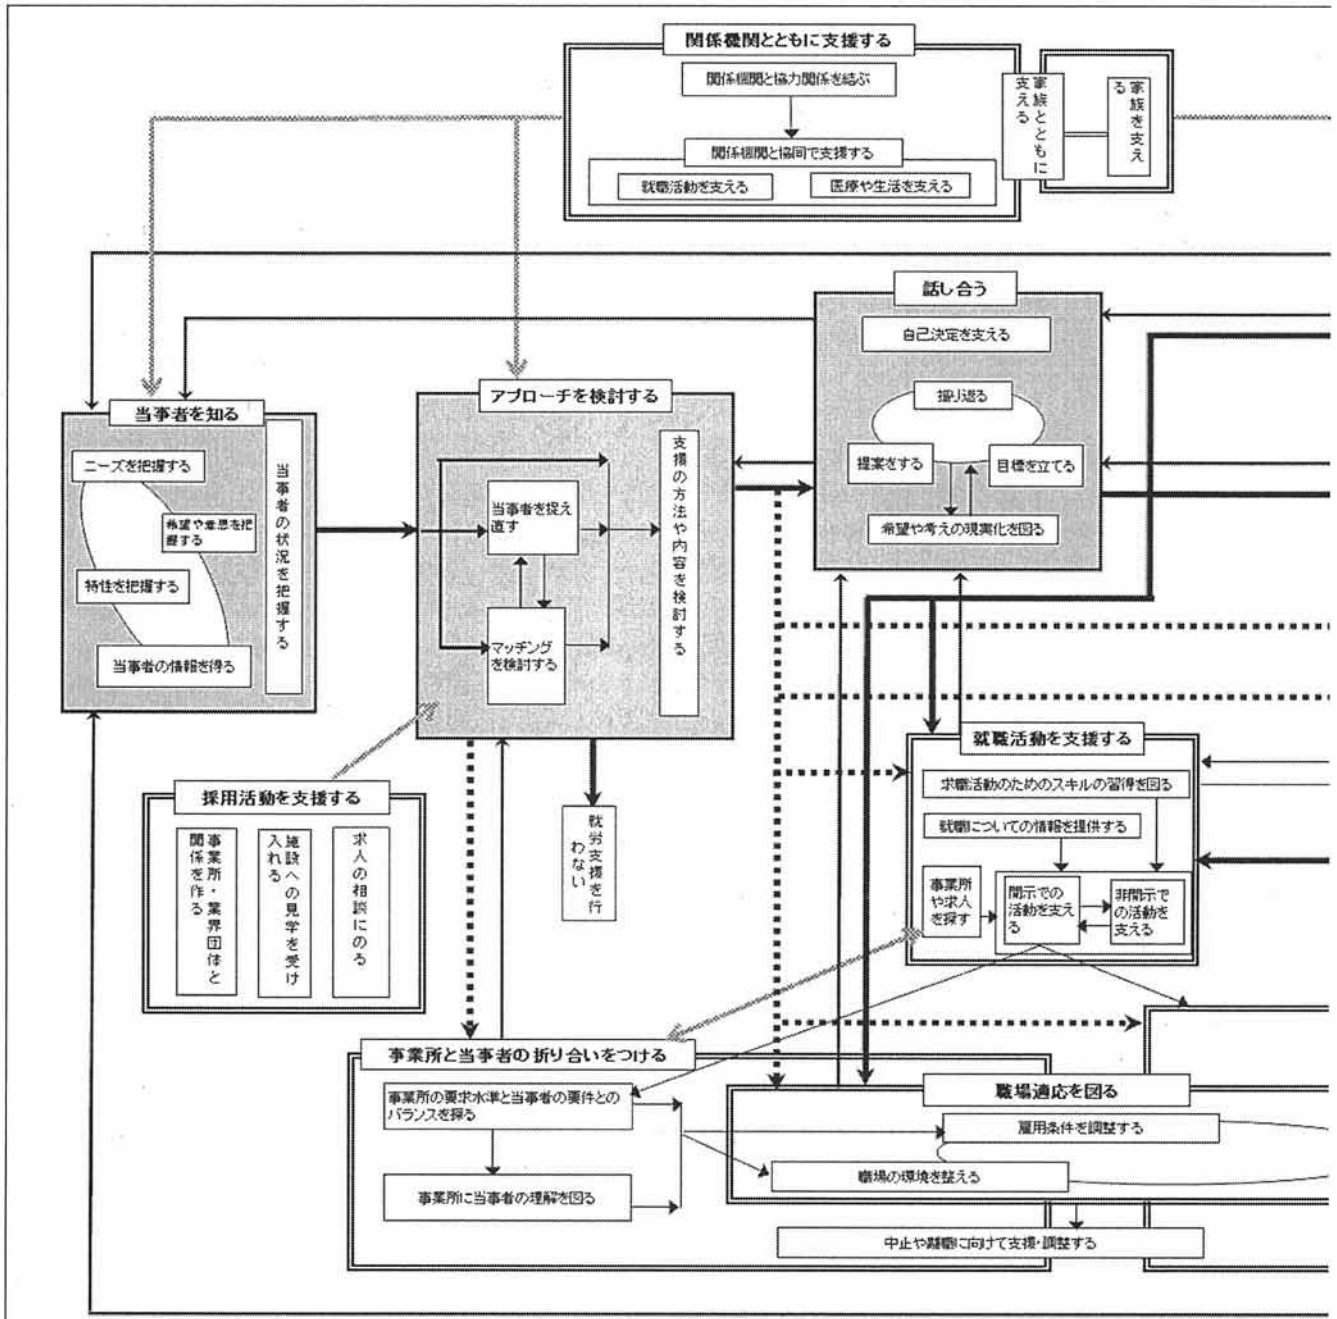 関係機関とともに支援する
関係機関と協力関係を結ぶ
関係機関と協同で支援する
就職活動を支える
医療や生活を支える
家族とともに
支える
家族を支え
る
話し合う
自己決定を支える
振り返る
提案をする
目標を立てる
希望や考えの現実化を図る
アプローチを検討する
当事者を捉え
直す
マッチング
を検討する
支援の方法や内容を検討する
当事者を知る
ニーズを把握する
希望や意思を把
握する
特性を把握する
当事者の情報を得る
当事者の状況を把握する
採用活動を支援する
事業所・業界団体と
関係を作る
施設への見学を受け
入れる
求人の相談にのる
就労支援を行
わない
就職活動を支援する
求職活動のためのスキルの習得を図る
就職についての情報を提供する
事業所
や求人
を探す
開示での
活動を支え
る
非開示で
の活動を
支える
事業所と当事者の折り合いをつける
事業所の要求水準と当事者の要件との
バランスを探る
事業所に当事者の理解を図る
職場適応を図る
雇用条件を調整する
職場の環境を整える
中止や離職に向けて支援・調整する